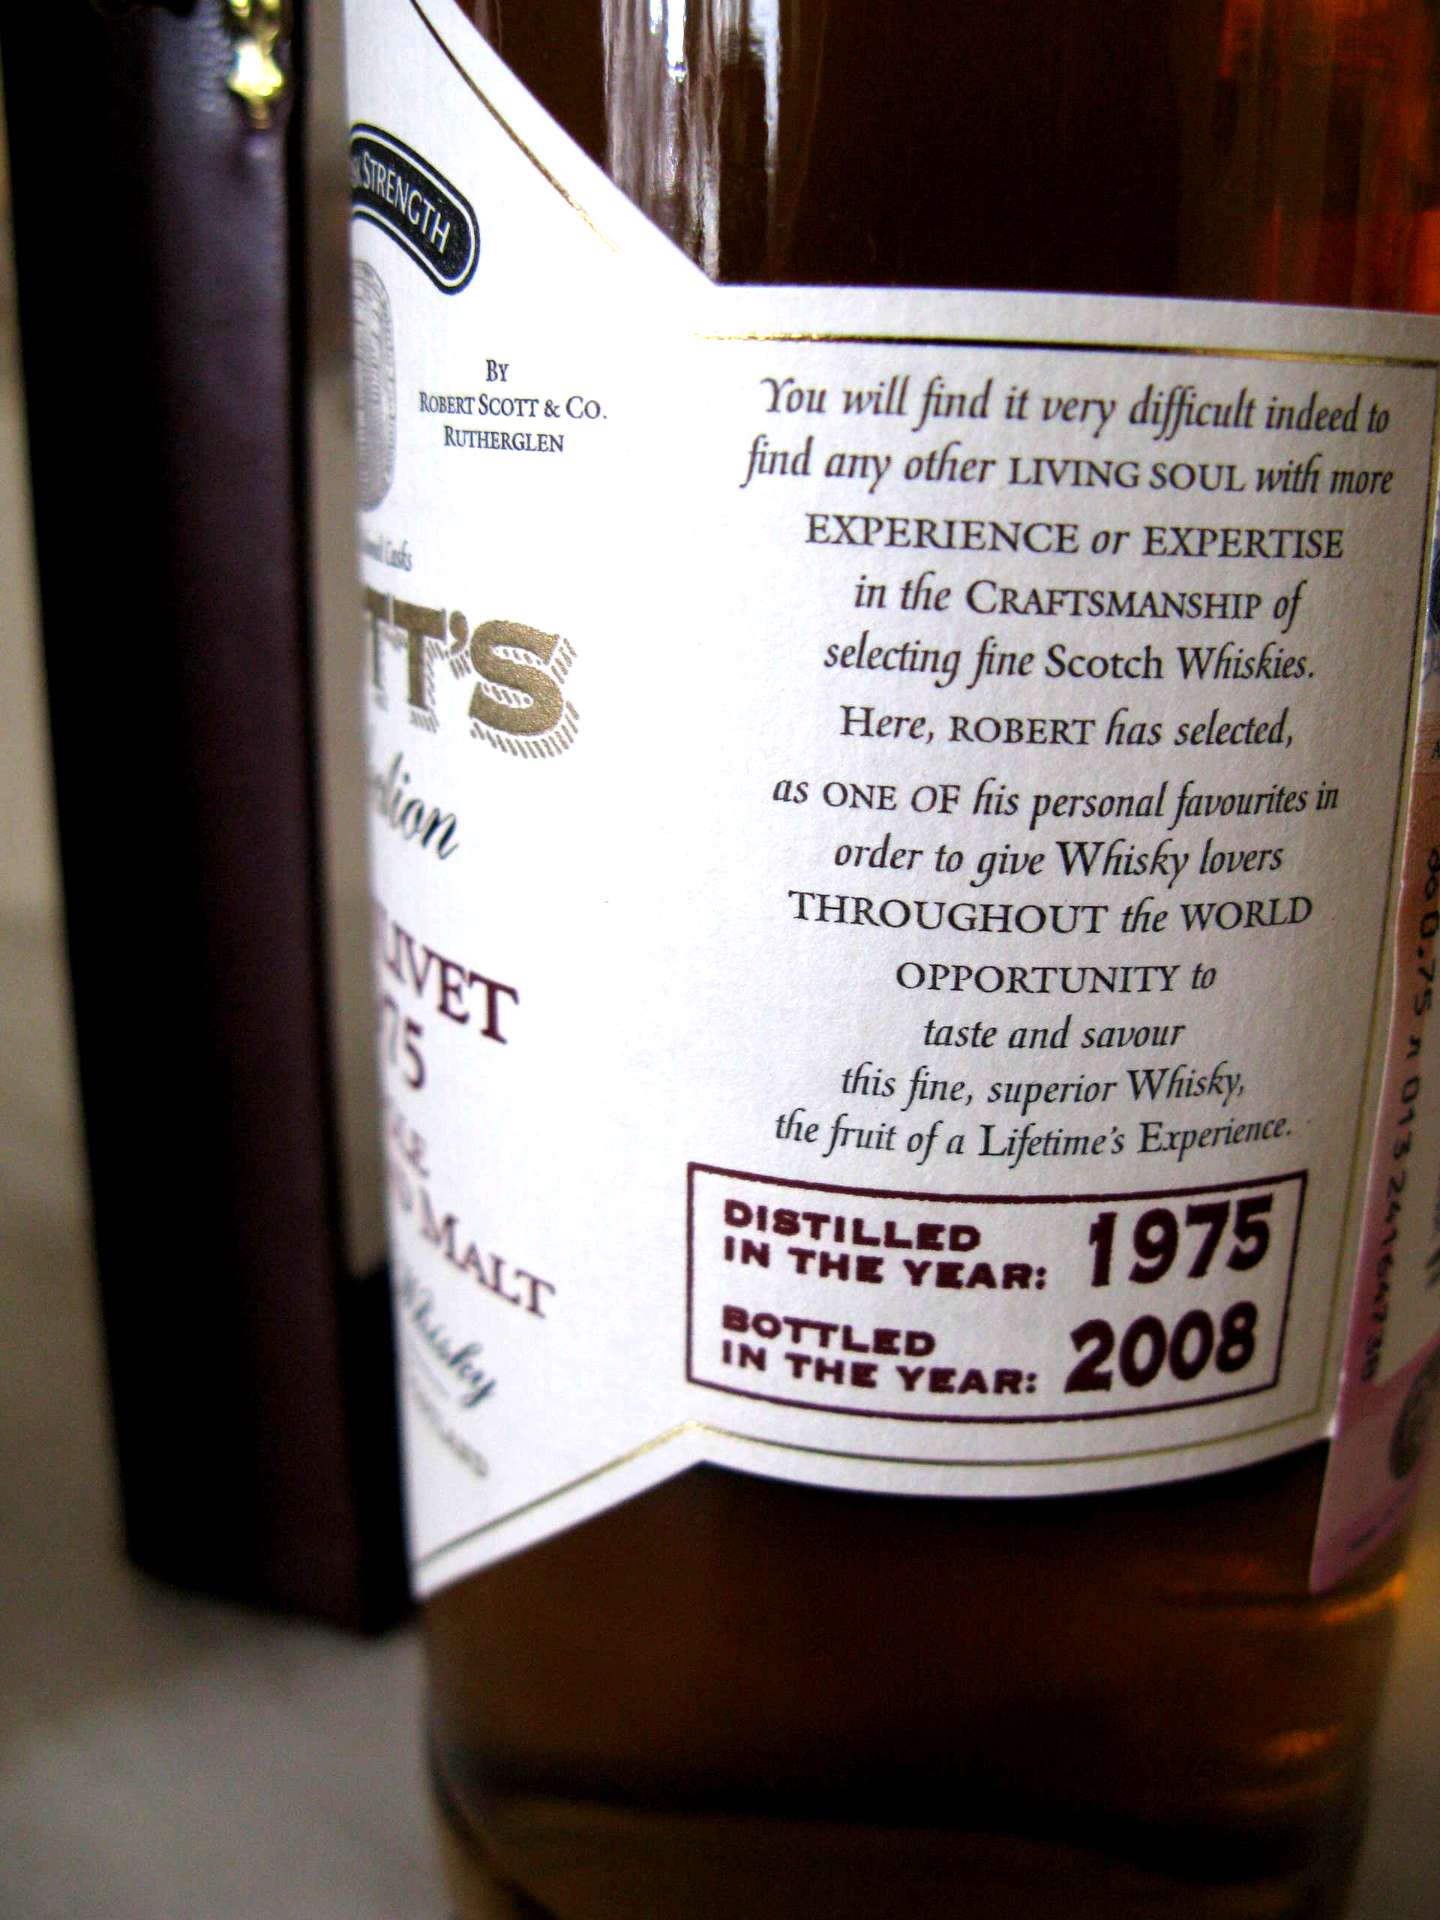 STRENGTH
BY
ROBERT SCOTT & CO.
RUTHERGLEN
Casks
TT'S
LIVET
75
MALT
Whisky
You will find it very difficult indeed to
find any other LIVING SOUL with more
EXPERIENCE or EXPERTISE
in the CRAFTSMANSHIP of
selecting fine Scotch Whiskies.
Here, ROBERT has selected,
as ONE OF his personal favourites in
order to give Whisky lovers
THROUGHOUT the WORLD
OPPORTUNITY to
taste and savour
this fine, superior Whisky,
the fruit of a Lifetime's Experience.
DISTILLED
IN THE YEAR: 1975
BOTTLED
IN THE YEAR: 2008